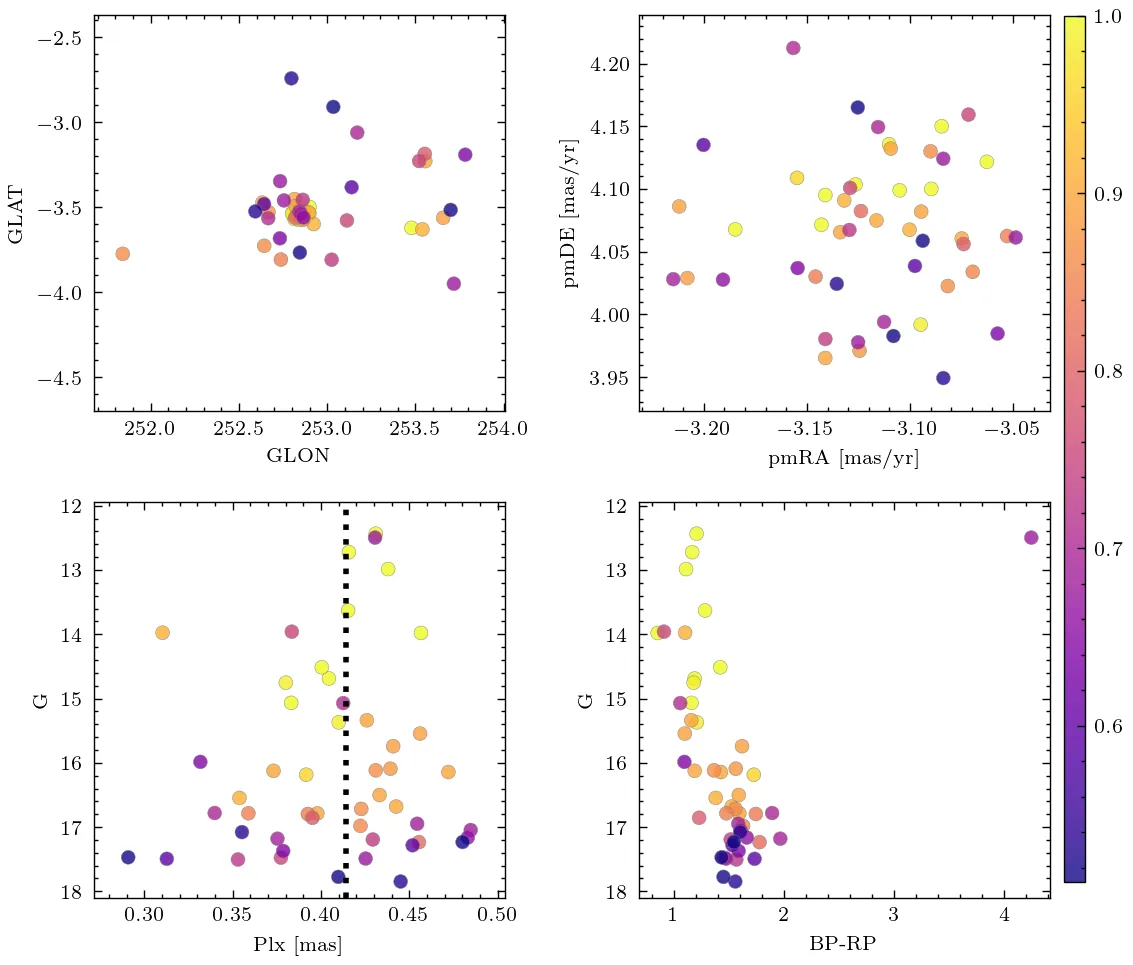 −2.5
−3.0
−3.5
−4.0
−4.5
GLAT
252.0 252.5 253.0 253.5 254.0
GLON
4.20
4.15
4.10
4.05
4.00
3.95
pmDE [mas/yr]
−3.20 −3.15 −3.10 −3.05
pmRA [mas/yr]
1.0
0.9
0.8
0.7
0.6
12
13
14
15
16
17
18
G
0.30 0.35 0.40 0.45 0.50
Plx [mas]
12
13
14
15
16
17
18
G
1 2 3 4
BP-RP